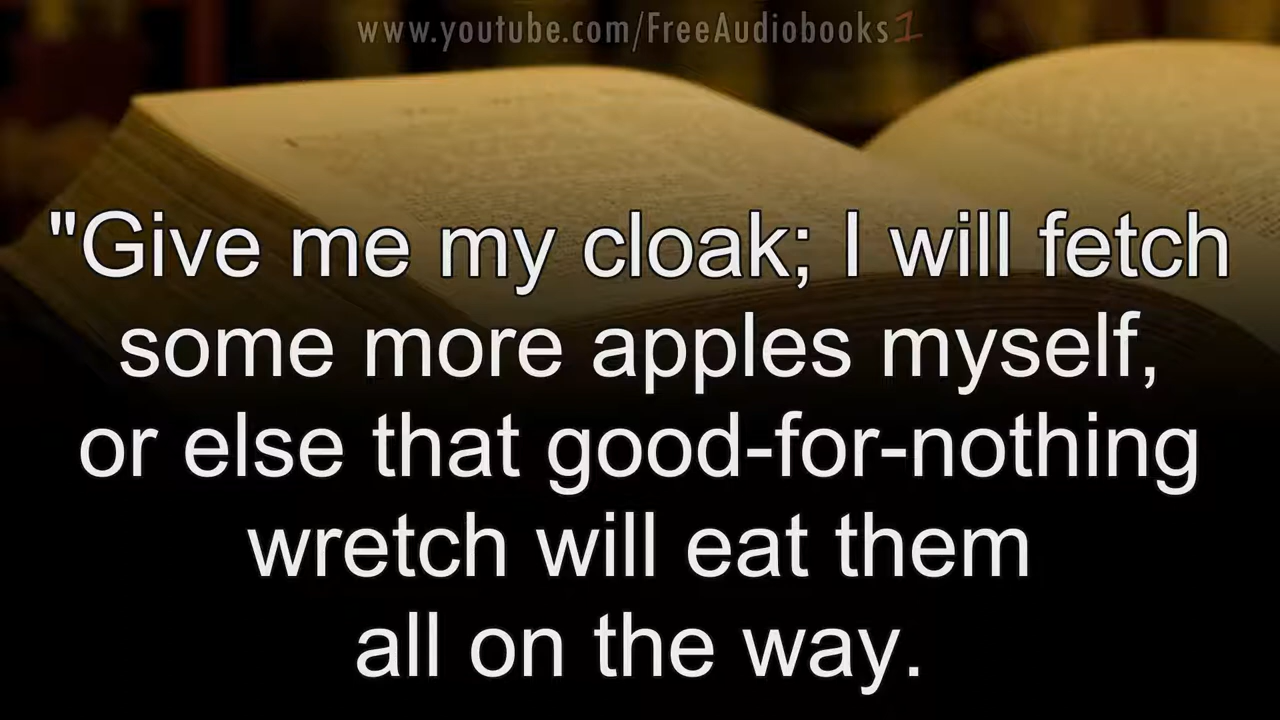 www.youtube.com/FreeAudiobooks1
"Give me my cloak; I will fetch
some more apples myself,
or else that good-for-nothing
wretch will eat them
all on the way.